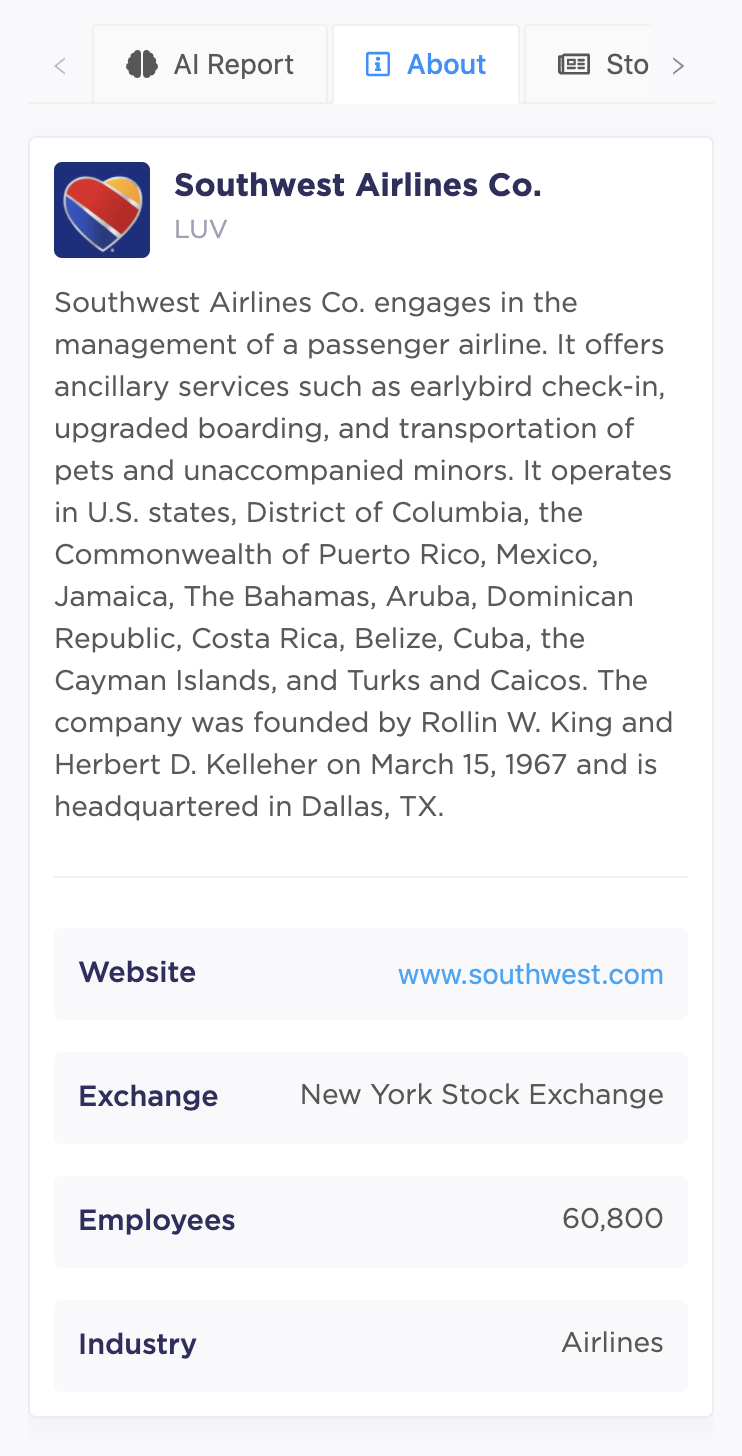 AI Report
About
Sto
Southwest Airlines Co.
LUV
Southwest Airlines Co. engages in the
management of a passenger airline. It offers
ancillary services such as earlybird check-in,
upgraded boarding, and transportation of
pets and unaccompanied minors. It operates
in U.S. states, District of Columbia, the
Commonwealth of Puerto Rico, Mexico,
Jamaica, The Bahamas, Aruba, Dominican
Republic, Costa Rica, Belize, Cuba, the
Cayman Islands, and Turks and Caicos. The
company was founded by Rollin W. King and
Herbert D. Kelleher on March 15, 1967 and is
headquartered in Dallas, TX.
Website www.southwest.com
Exchange New York Stock Exchange
Employees 60,800
Industry Airlines